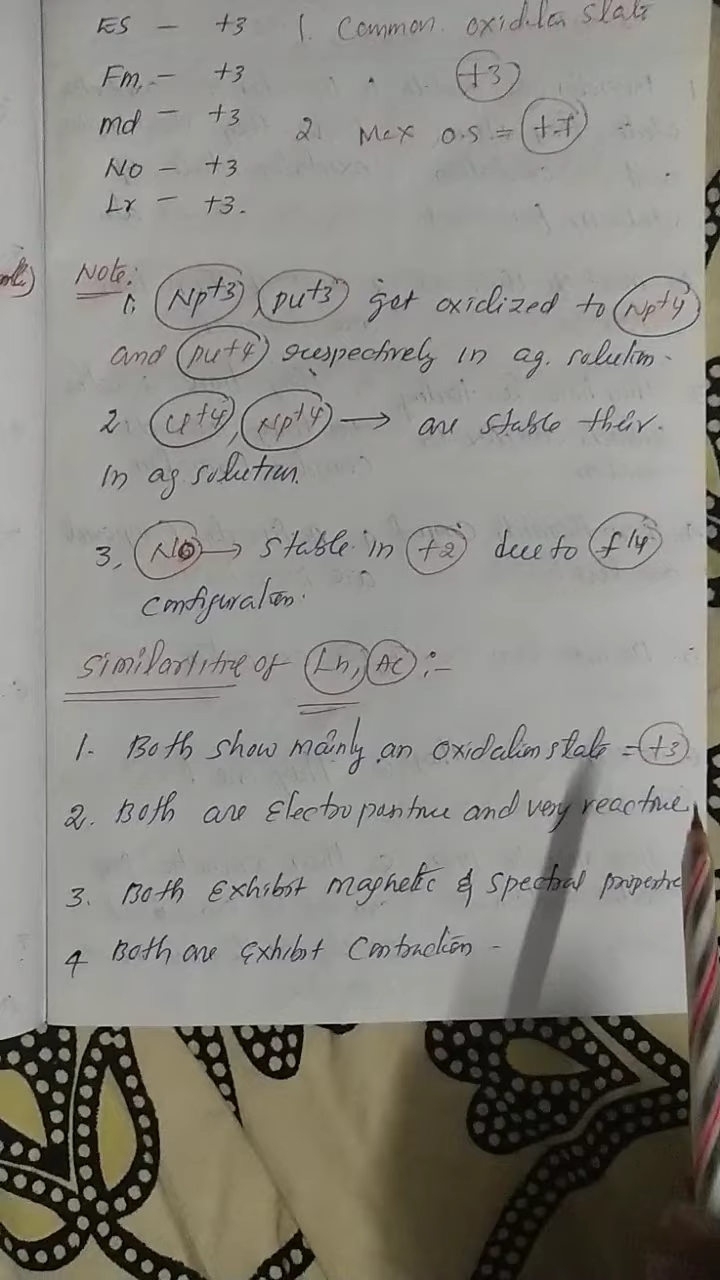 ES - +3 1. Common oxidation state
Fm, - +3 +3
md - +3 2. Max o.s = +7
No - +3
Lr - +3.
Note:
1. Np+3, pu+3 get oxidized to Np+4
and pu+4 respectively in aq. solution.
2. U+4, Np+4 → are stable their.
in aq solution.
3, NO → stable in +2 due to f14
configuration.
Similarities of Ln, AC :-
1. Both show mainly an oxidation state = +3
2. Both are Electropositive and very reactive
3. Both Exhibit magnetic & spectral properties
4 Both are Exhibit Contraction -